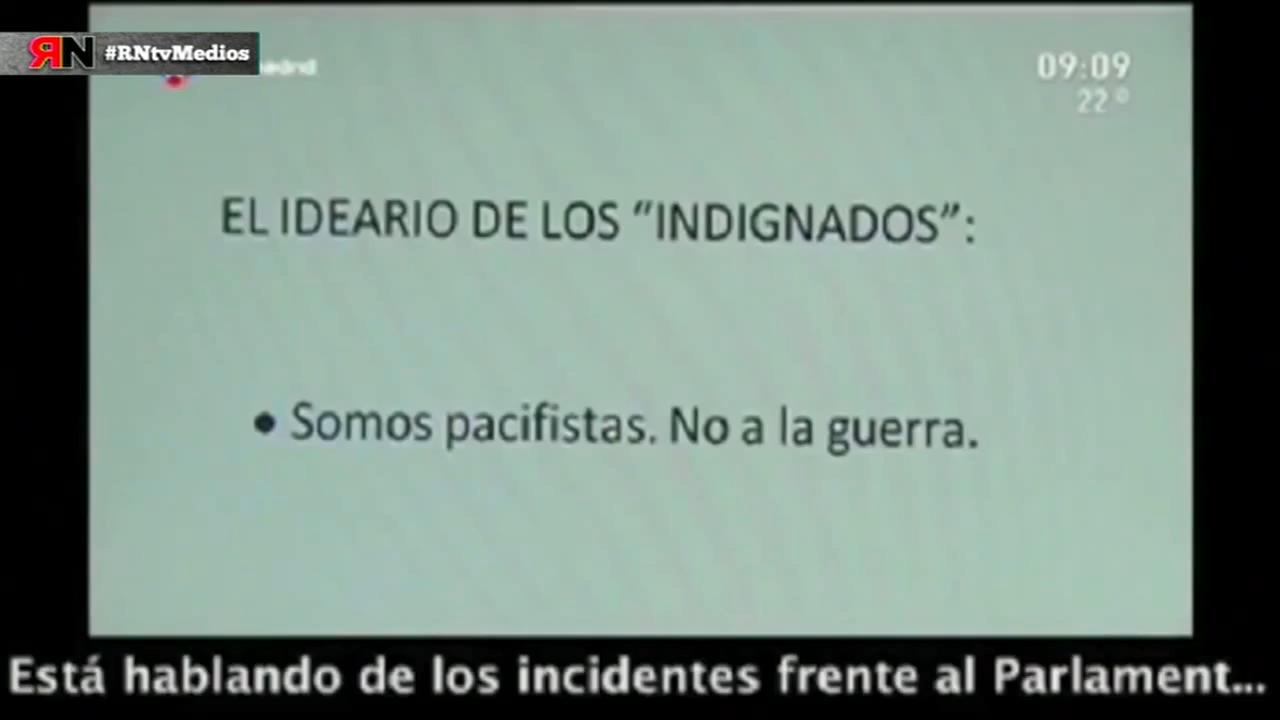 RN #RNtvMedios
09:09
22°
EL IDEARIO DE LOS “INDIGNADOS”:
• Somos pacifistas. No a la guerra.
Está hablando de los incidentes frente al Parlament...